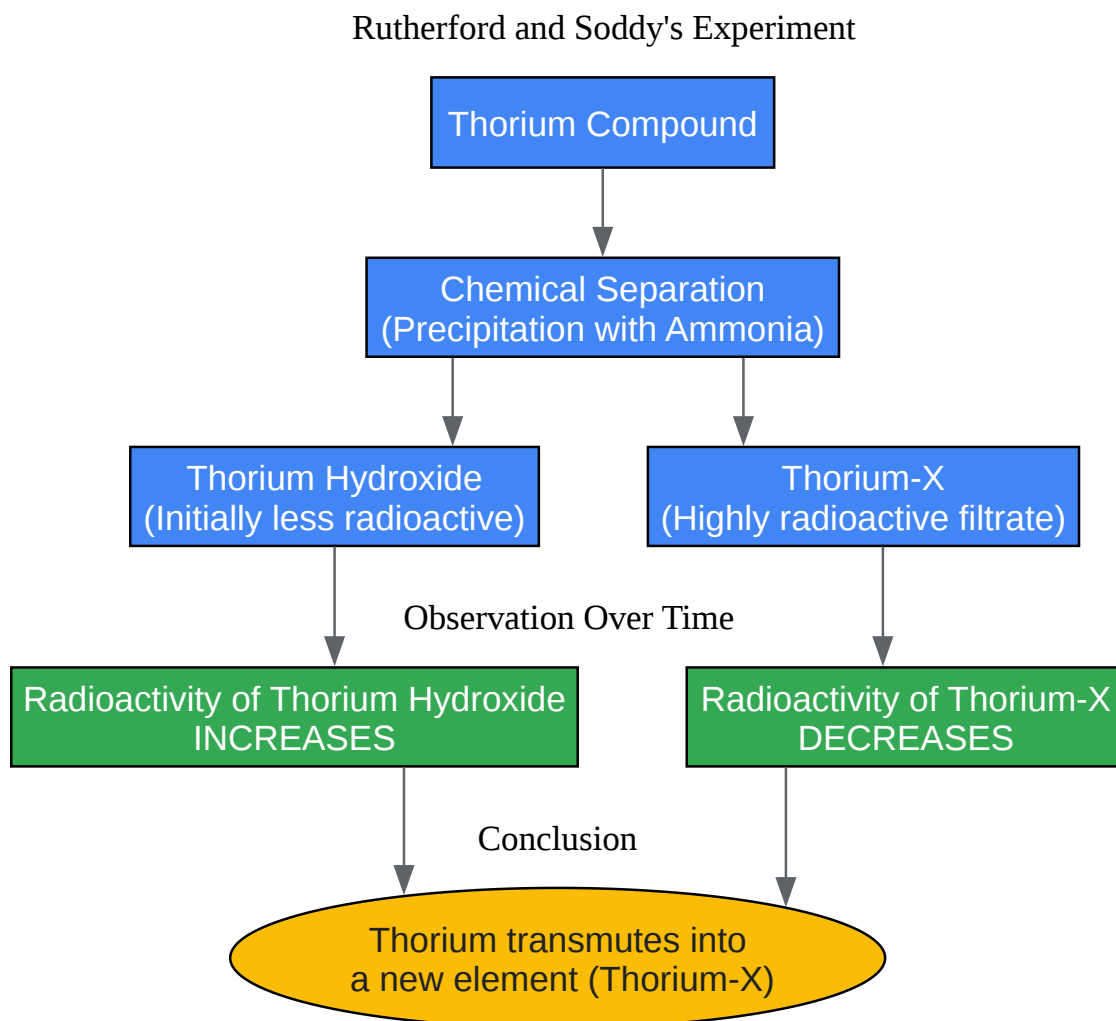 Rutherford and Soddy's Experiment
Thorium Compound
Chemical Separation
(Precipitation with Ammonia)
Thorium Hydroxide
(Initially less radioactive)
Thorium-X
(Highly radioactive filtrate)
Observation Over Time
Radioactivity of Thorium Hydroxide
INCREASES
Radioactivity of Thorium-X
DECREASES
Conclusion
Thorium transmutes into
a new element (Thorium-X)